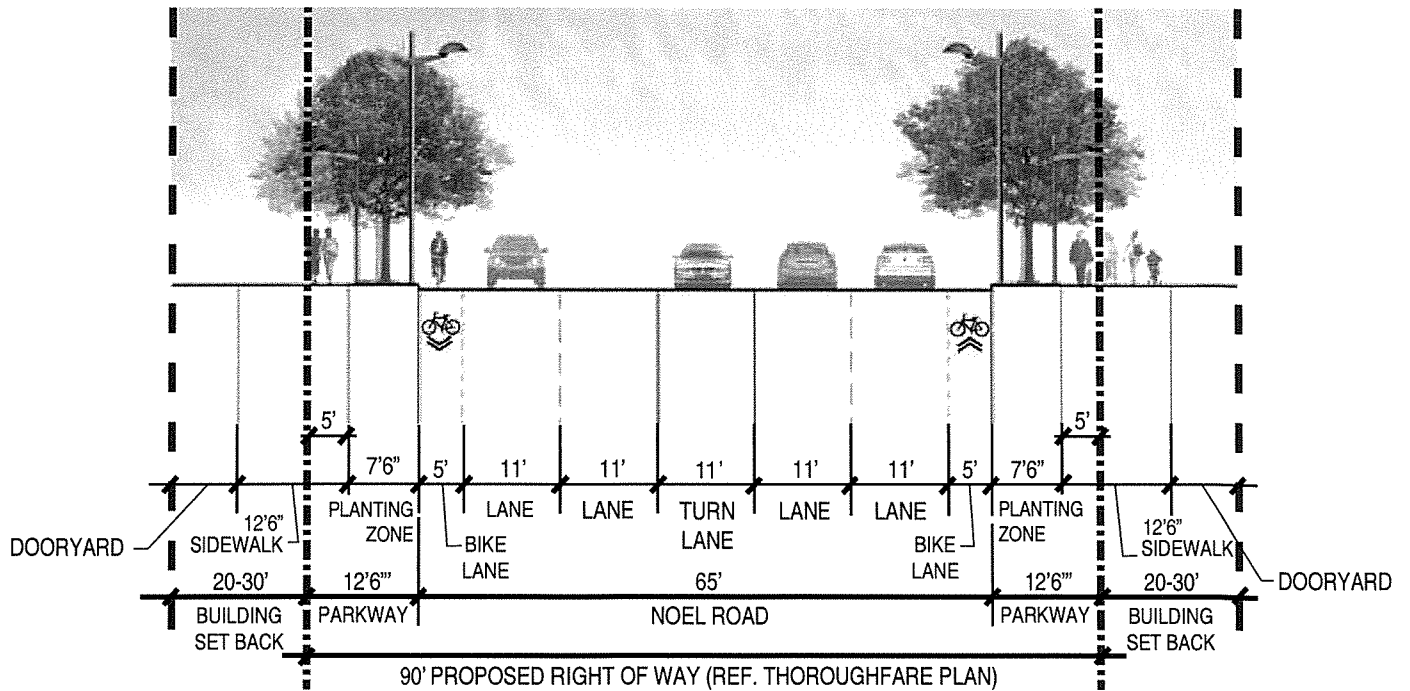 5'
5'
7'6"
5'
11'
11'
11'
11'
11'
5'
7'6"
PLANTING
ZONE
LANE
LANE
TURN
LANE
LANE
LANE
PLANTING
ZONE
12'6"
SIDEWALK
12'6"
SIDEWALK
DOORYARD
BIKE
LANE
BIKE
LANE
DOORYARD
20-30'
12'6'"
65'
12'6'"
20-30'
BUILDING
SET BACK
PARKWAY
NOEL ROAD
PARKWAY
BUILDING
SET BACK
90' PROPOSED RIGHT OF WAY (REF. THOROUGHFARE PLAN)